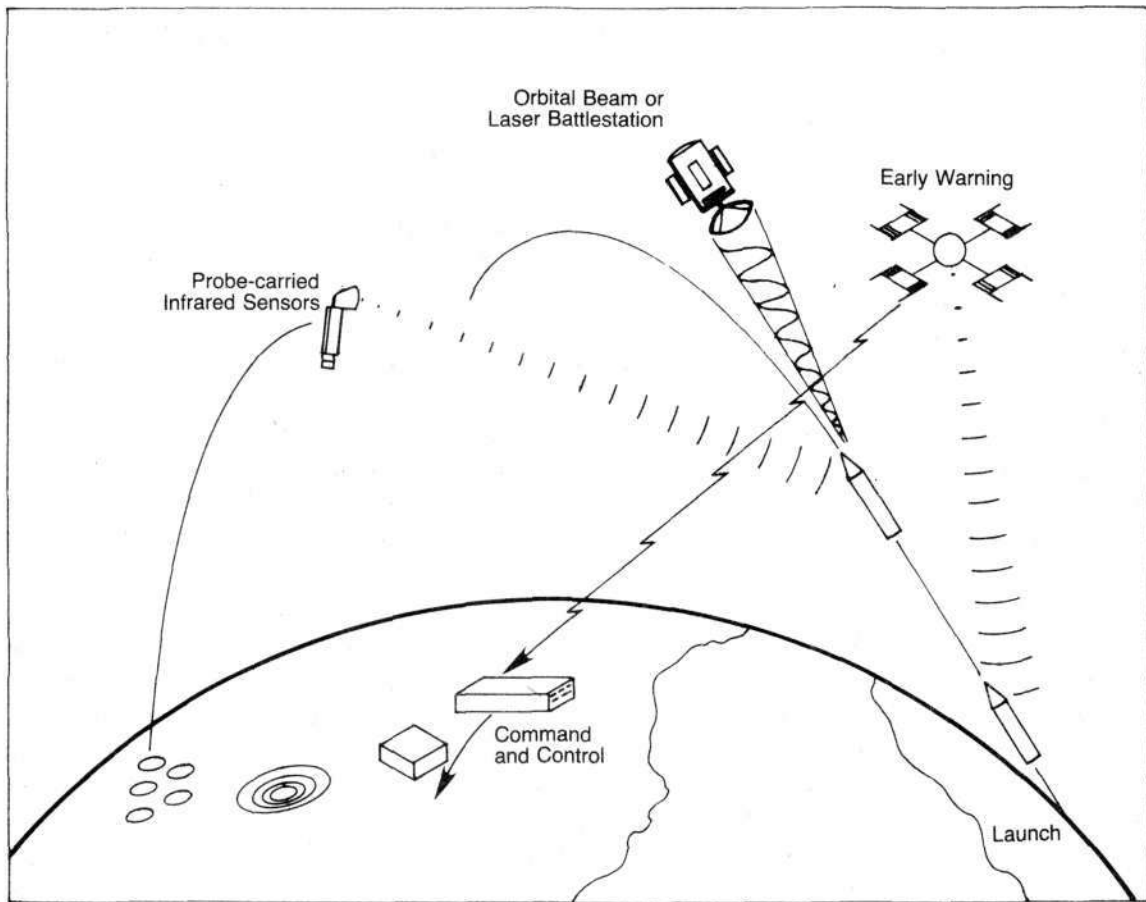 Orbital Beam or
Laser Battlestation
Early Warning
Probe-carried
Infrared Sensors
Command
and Control
Launch